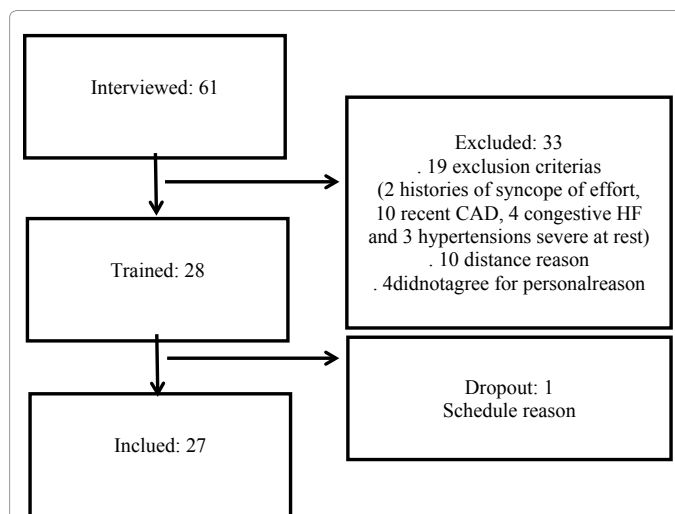 Interviewed: 61
Excluded: 33
. 19 exclusion criterias
(2 histories of syncope of effort,
10 recent CAD, 4 congestive HF
and 3 hypertensions severe at rest)
. 10 distance reason
. 4didnotagree for personalreason
Trained: 28
Dropout: 1
Schedule reason
Inclued: 27